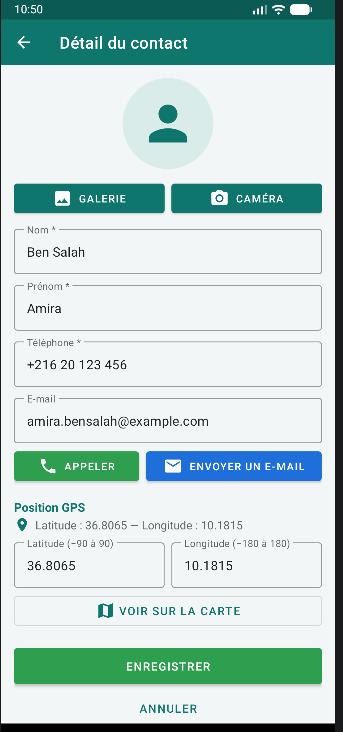 10:50
Détail du contact
GALERIE
CAMÉRA
Nom *
Ben Salah
Prénom *
Amira
Téléphone *
+216 20 123 456
E-mail
amira.bensalah@example.com
APPELER
ENVOYER UN E-MAIL
Position GPS
Latitude : 36.8065 — Longitude : 10.1815
Latitude (−90 à 90)
Longitude (−180 à 180)
36.8065
10.1815
VOIR SUR LA CARTE
ENREGISTRER
ANNULER